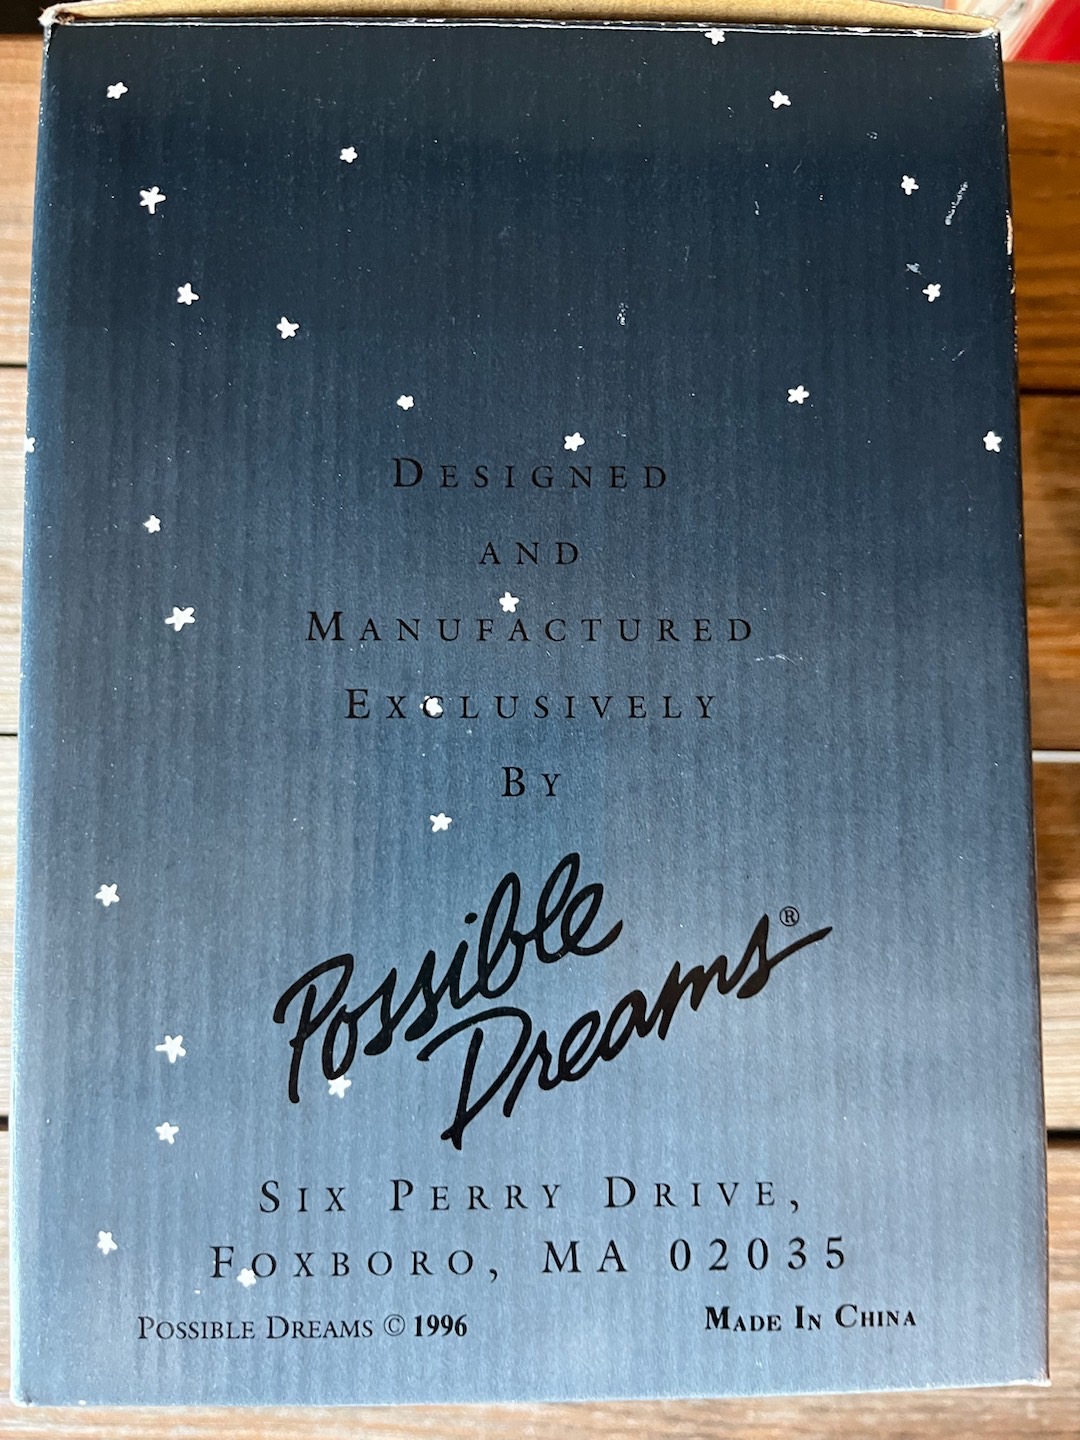 DESIGNED
AND
MANUFACTURED
EXCLUSIVELY
BY
Possible
Dreams®
SIX PERRY DRIVE,
FOXBORO, MA 02035
POSSIBLE DREAMS © 1996
MADE IN CHINA